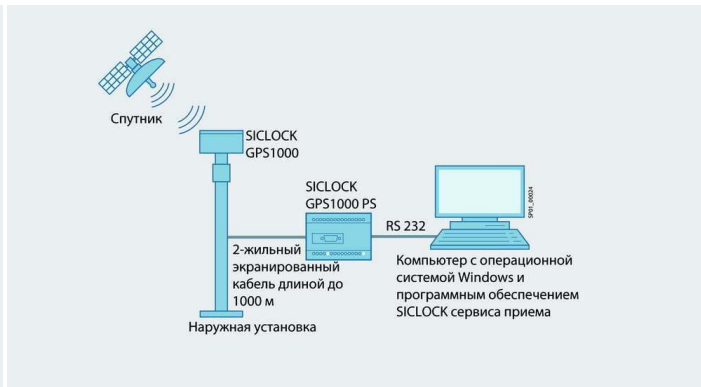 Спутник
SICLOCK
GPS1000
SICLOCK
GPS1000 PS
RS 232
SP01_00024
2-жильный
экранированный
кабель длиной до
1000 м
Наружная установка
Компьютер с операционной
системой Windows и
программным обеспечением
SICLOCK сервиса приема